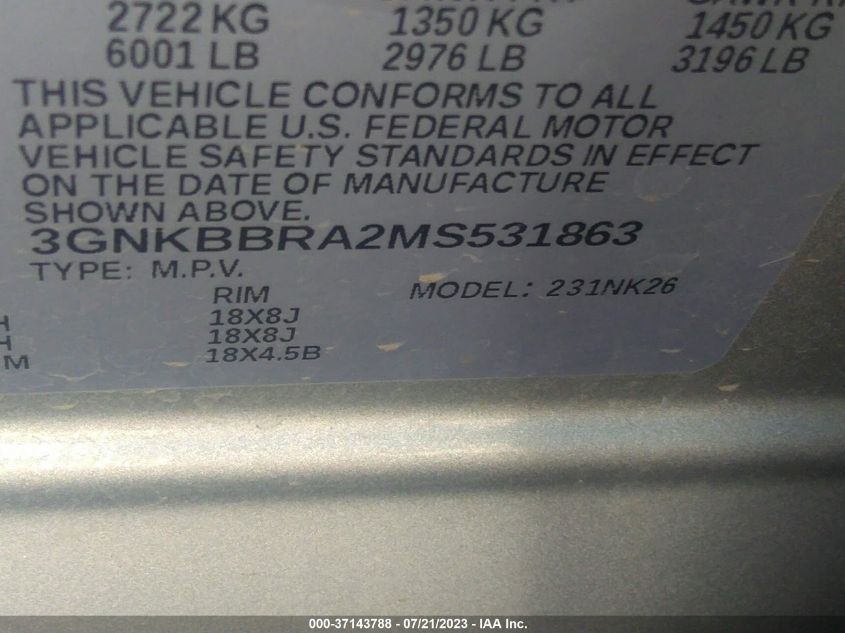 2722 KG 1350 KG 1450 KG
6001 LB 2976 LB 3196 LB
THIS VEHICLE CONFORMS TO ALL
APPLICABLE U.S. FEDERAL MOTOR
VEHICLE SAFETY STANDARDS IN EFFECT
ON THE DATE OF MANUFACTURE
SHOWN ABOVE.
3GNKBBRA2MS531863
TYPE: M.P.V.
RIM MODEL: 231NK26
H 18X8J
H 18X8J
M 18X4.5B
000-37143788 - 07/21/2023 - IAA Inc.